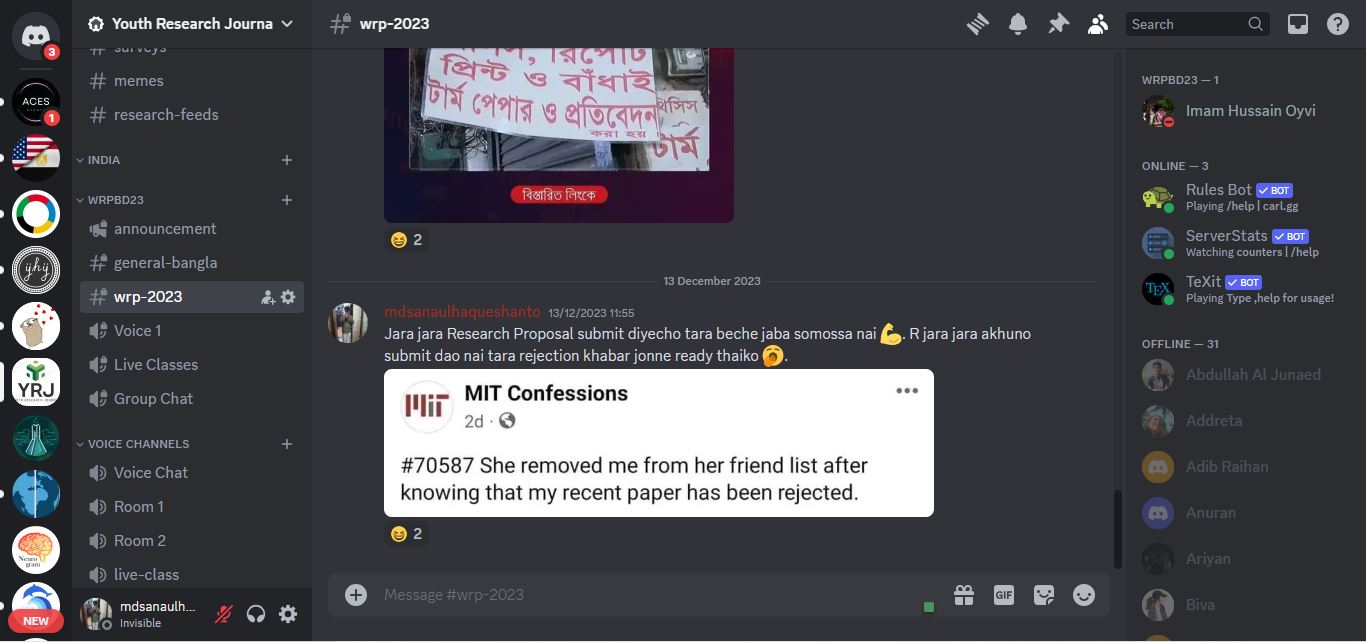 3
ACES
1
yhy
YRJ
Neuro
gram
NEW
Youth Research Journa
surveys
# memes
# research-feeds
INDIA
WRPBD23
announcement
general-bangla
wrp-2023
Voice 1
Live Classes
Group Chat
VOICE CHANNELS
Voice Chat
Room 1
Room 2
live-class
mdsanaulh...
Invisible
wrp-2023
Search
রিপোর্ট
প্রিন্ট ও বাঁধাই
টার্ম পেপার ও প্রতিবেদন
করা হয়
থিসিস
টার্ম
বিস্তারিত লিংকে
😆 2
13 December 2023
mdsanaulhaqueshanto 13/12/2023 11:55
Jara jara Research Proposal submit diyecho tara beche jaba somossa nai 💪. R jara jara akhuno
submit dao nai tara rejection khabar jonne ready thaiko 🥱.
MIT
MIT Confessions
2d ·
#70587 She removed me from her friend list after
knowing that my recent paper has been rejected.
😆 2
Message #wrp-2023
GIF
WRPBD23 — 1
Imam Hussain Oyvi
ONLINE — 3
Rules Bot ✓ BOT
Playing /help | carl.gg
ServerStats ✓ BOT
Watching counters | /help
TEX
TeXit ✓ BOT
Playing Type ,help for usage!
OFFLINE — 31
Abdullah Al Junaed
Addreta
Adib Raihan
Anuran
Ariyan
Biva